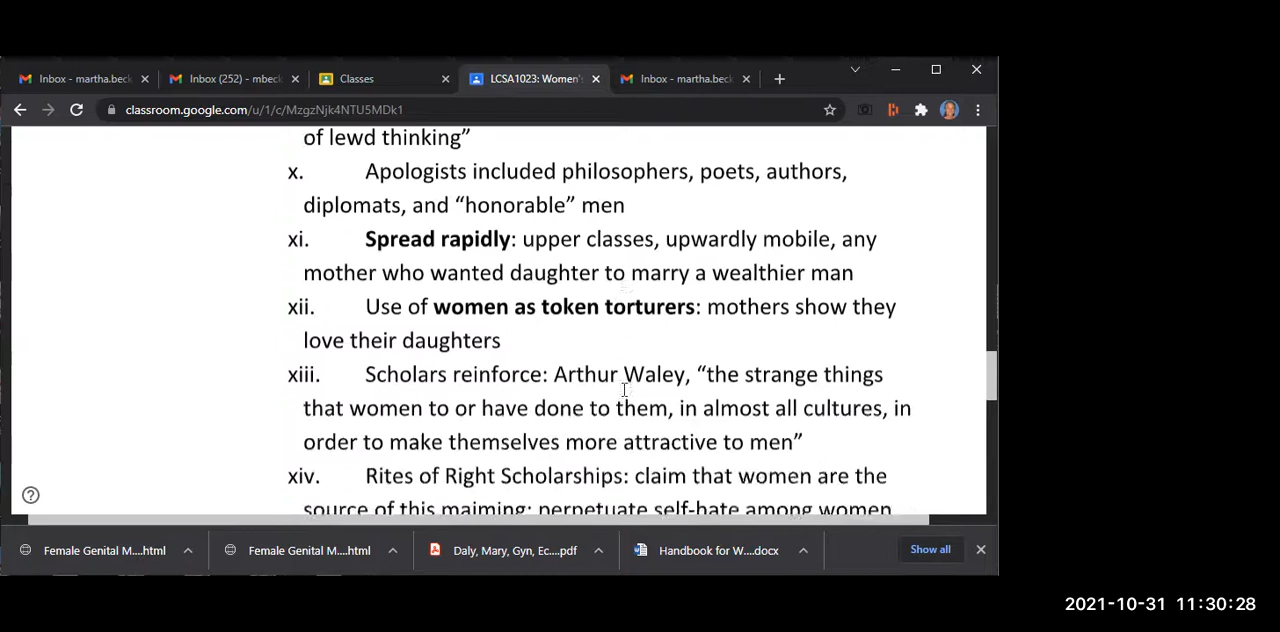 Inbox - martha.beck
Inbox (252) - mbeck
Classes
LCSA1023: Women's
Inbox - martha.beck
classroom.google.com/u/1/c/MzgzNjk4NTU5MDk1
of lewd thinking”
x. Apologists included philosophers, poets, authors,
diplomats, and “honorable” men
xi. Spread rapidly: upper classes, upwardly mobile, any
mother who wanted daughter to marry a wealthier man
xii. Use of women as token torturers: mothers show they
love their daughters
xiii. Scholars reinforce: Arthur Waley, “the strange things
that women to or have done to them, in almost all cultures, in
order to make themselves more attractive to men”
xiv. Rites of Right Scholarships: claim that women are the
source of this maiming; perpetuate self-hate among women
Female Genital M....html
Female Genital M....html
Daly, Mary, Gyn, Ec....pdf
Handbook for W....docx
Show all
2021-10-31 11:30:28